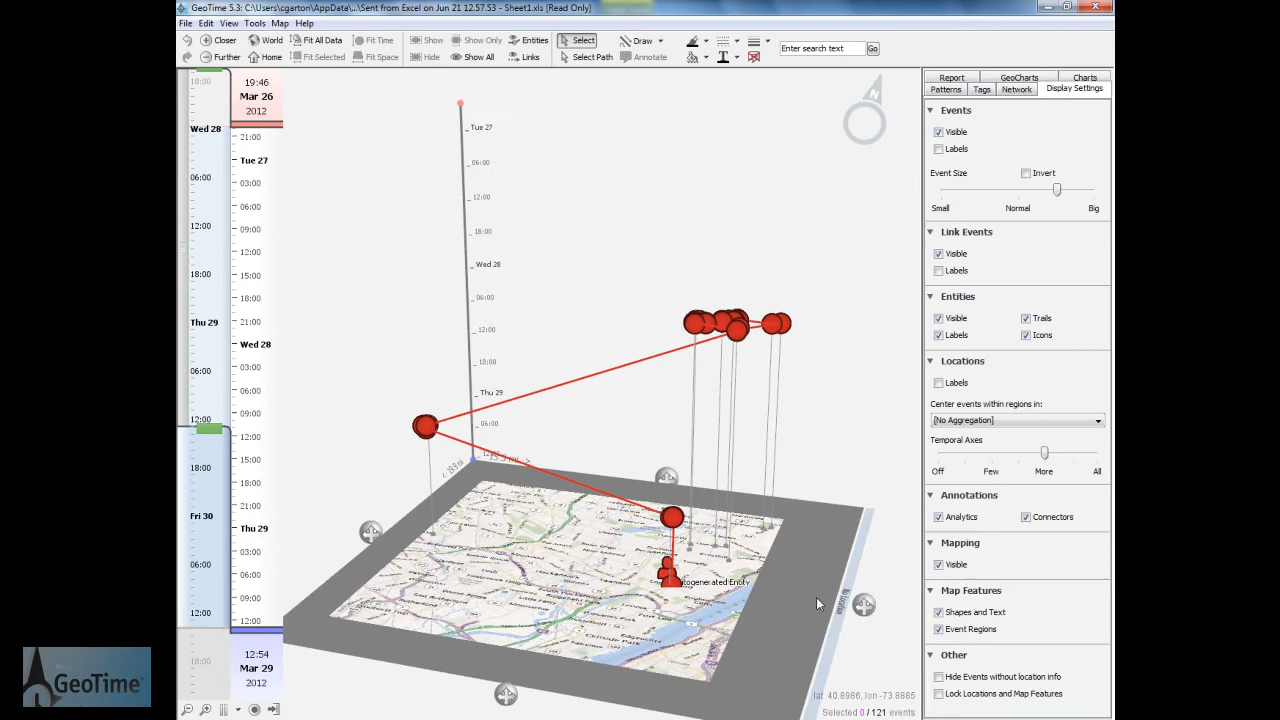 GeoTime 5.3: C:\Users\cgarton\AppData\...\Sent from Excel on Jun 21 12.57.53 - Sheet1.xls [Read Only]
File Edit View Tools Map Help
Closer World Fit All Data Fit Time Show Show Only Entities Select Draw Enter search text Go
Further Home Fit Selected Fit Space Hide Show All Links Select Path Annotate
18:00
Wed 28
06:00
12:00
18:00
Thu 29
06:00
12:00
18:00
Fri 30
06:00
12:00
18:00
19:46
Mar 26
2012
21:00
Tue 27
03:00
06:00
09:00
12:00
15:00
18:00
Wed 28
03:00
06:00
09:00
12:00
15:00
18:00
21:00
Thu 29
03:00
06:00
09:00
12:00
12:54
Mar 29
2012
N
Tue 27
06:00
12:00
18:00
Wed 28
06:00
12:00
18:00
Thu 29
06:00
togenerated Entity
lat 40.8986, lon -73.8885
Selected 0 / 121 events
Report GeoCharts Charts
Patterns Tags Network Display Settings
Events
Visible
Labels
Event Size Invert
Small Normal Big
Link Events
Visible
Labels
Entities
Visible Trails
Labels Icons
Locations
Labels
Center events within regions in:
[No Aggregation]
Temporal Axes
Off Few More All
Annotations
Analytics Connectors
Mapping
Visible
Map Features
Shapes and Text
Event Regions
Other
Hide Events without location info
Lock Locations and Map Features
GeoTime